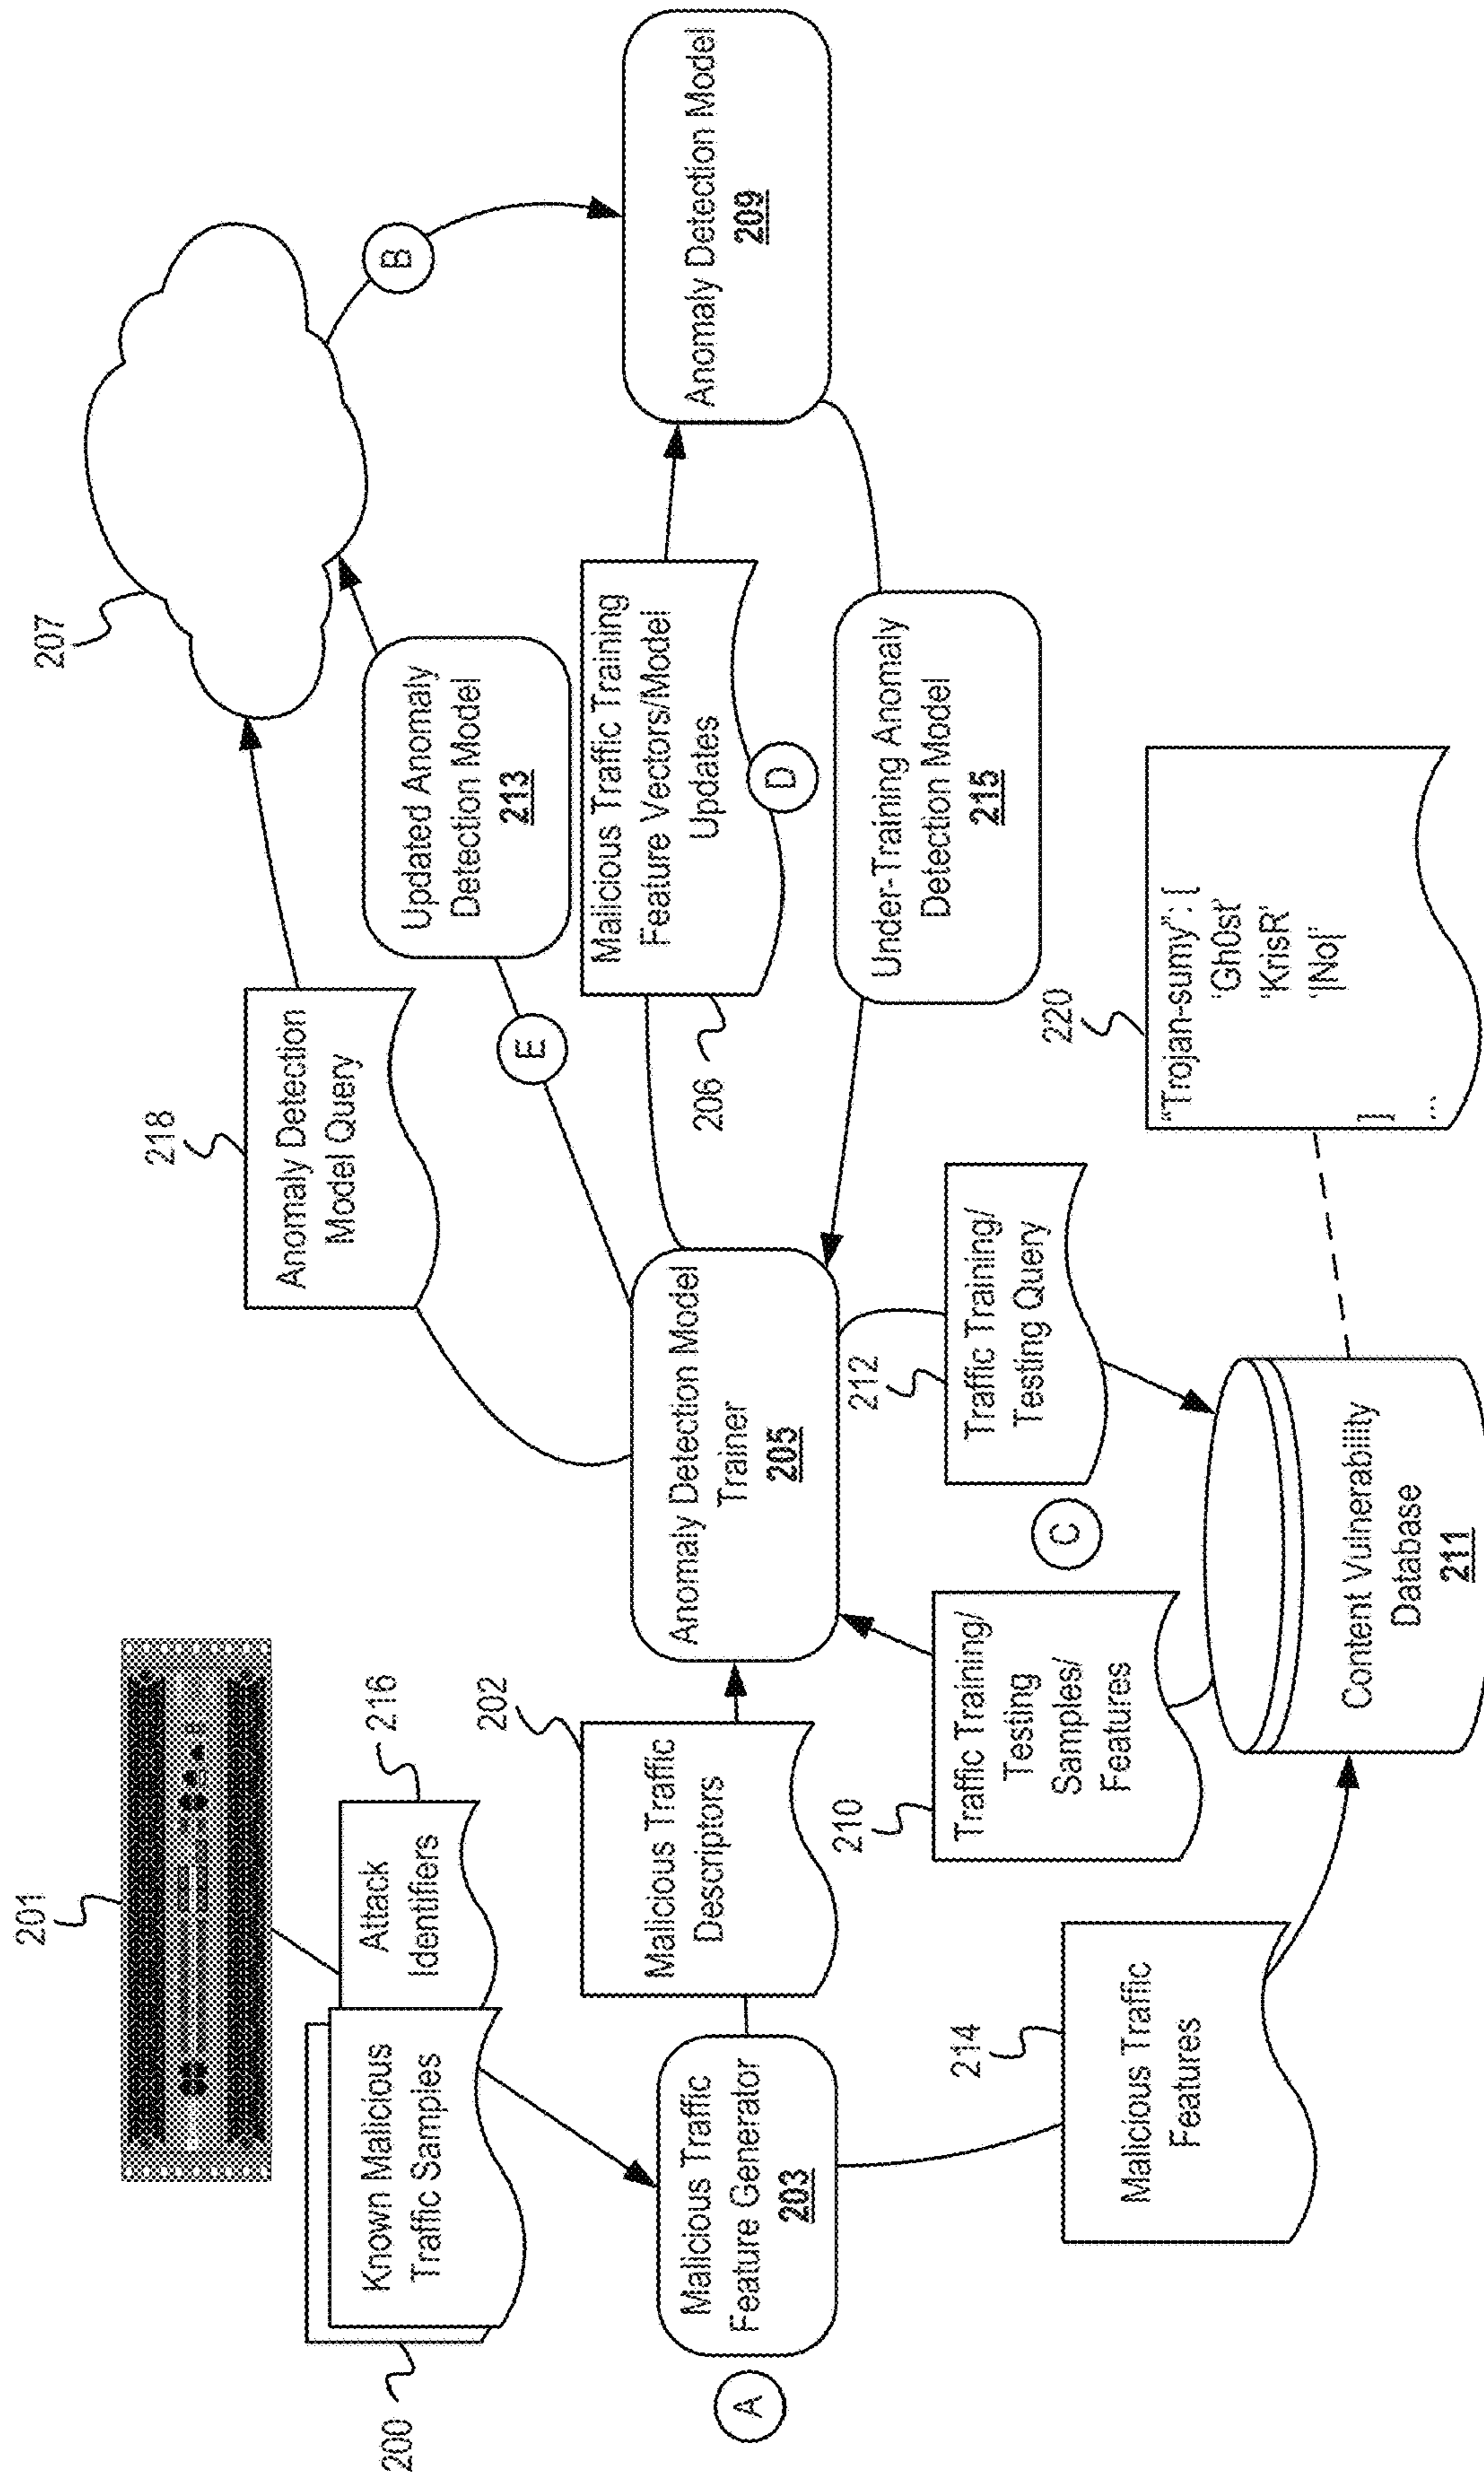 201
200
Known Malicious
Traffic Samples
Attack
Identifiers
216
A
Malicious Traffic
Feature Generator
203
202
Malicious Traffic
Descriptors
214
Malicious Traffic
Features
218
Anomaly Detection
Model Query
Anomaly Detection Model
Trainer
205
210
Traffic Training/
Testing
Samples/
Features
C
212
Traffic Training/
Testing Query
Content Vulnerability
Database
211
207
E
Updated Anomaly
Detection Model
213
B
206
Malicious Traffic Training
Feature Vectors/Model
Updates
D
Anomaly Detection Model
209
Under-Training Anomaly
Detection Model
215
220
“Trojan-sumy”: [
‘Gh0st’
‘KrisR’
‘|No|’
]
...